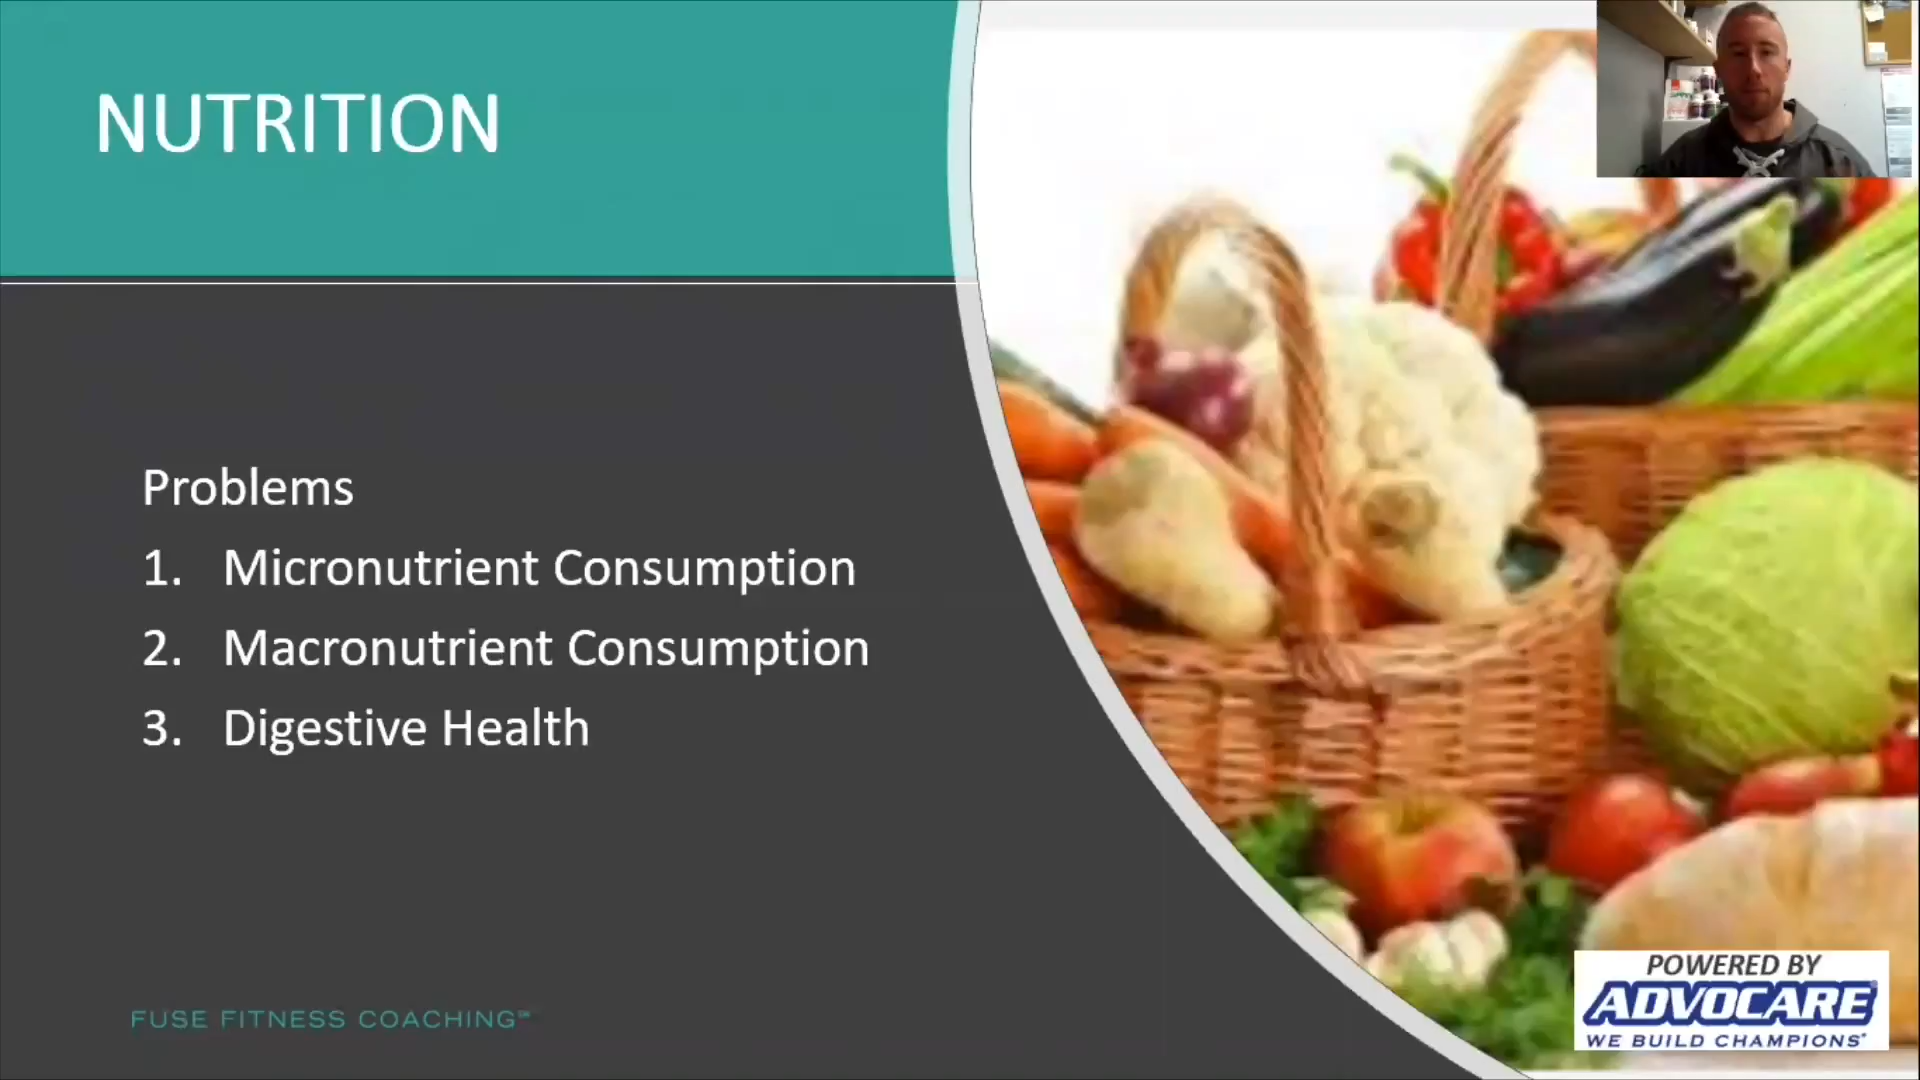 NUTRITION
Problems
1. Micronutrient Consumption
2. Macronutrient Consumption
3. Digestive Health
FUSE FITNESS COACHING℠
POWERED BY
ADVOCARE®
WE BUILD CHAMPIONS®